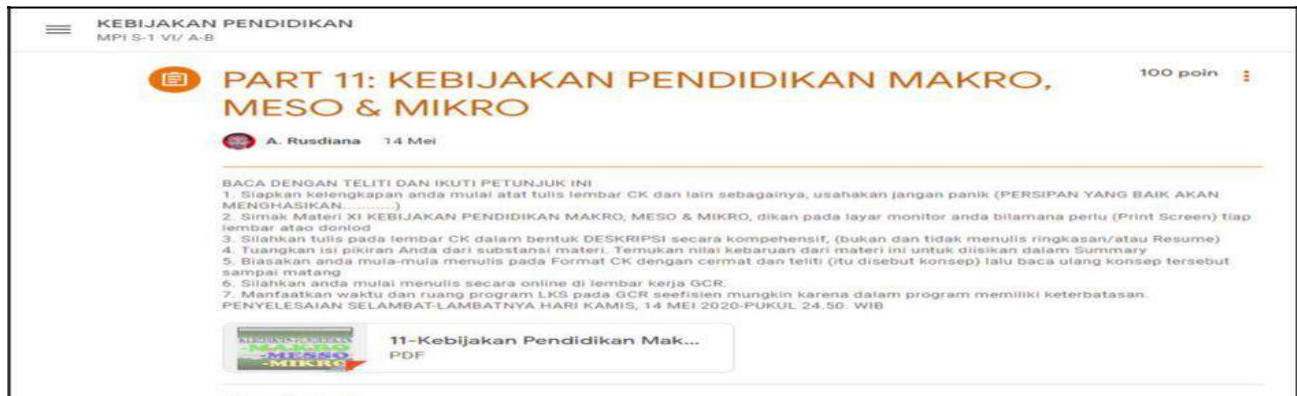 KEBIJAKAN PENDIDIKAN
MPI S-1 VI/ A-B
PART 11: KEBIJAKAN PENDIDIKAN MAKRO,
MESO & MIKRO
100 poin
A. Rusdiana 14 Mei
BACA DENGAN TELITI DAN IKUTI PETUNJUK INI
1. Siapkan kelengkapan anda mulai atat tulis lembar CK dan lain sebagainya, usahakan jangan panik (PERSIPAN YANG BAIK AKAN
MENGHASIKAN...........)
2. Simak Materi XI KEBIJAKAN PENDIDIKAN MAKRO, MESO & MIKRO, dikan pada layar monitor anda bilamana perlu (Print Screen) tiap
lembar atao donlod
3. Silahkan tulis pada lembar CK dalam bentuk DESKRIPSI secara kompehensif, (bukan dan tidak menulis ringkasan/atau Resume)
4. Tuangkan isi pikiran Anda dari substansi materi. Temukan nilai kebaruan dari materi ini untuk diisikan dalam Summary
5. Biasakan anda mula-mula menulis pada Format CK dengan cermat dan teliti (itu disebut konsep) lalu baca ulang konsep tersebut
sampai matang
6. Silahkan anda mulai menulis secara online di lembar kerja GCR.
7. Manfaatkan waktu dan ruang program LKS pada GCR seefisien mungkin karena dalam program memiliki keterbatasan.
PENYELESAIAN SELAMBAT-LAMBATNYA HARI KAMIS, 14 MEI 2020-PUKUL 24.50. WIB
KEBIJAKAN PENDIDIKAN
-MAKRO
-MESSO
-MIKRO
11-Kebijakan Pendidikan Mak...
PDF